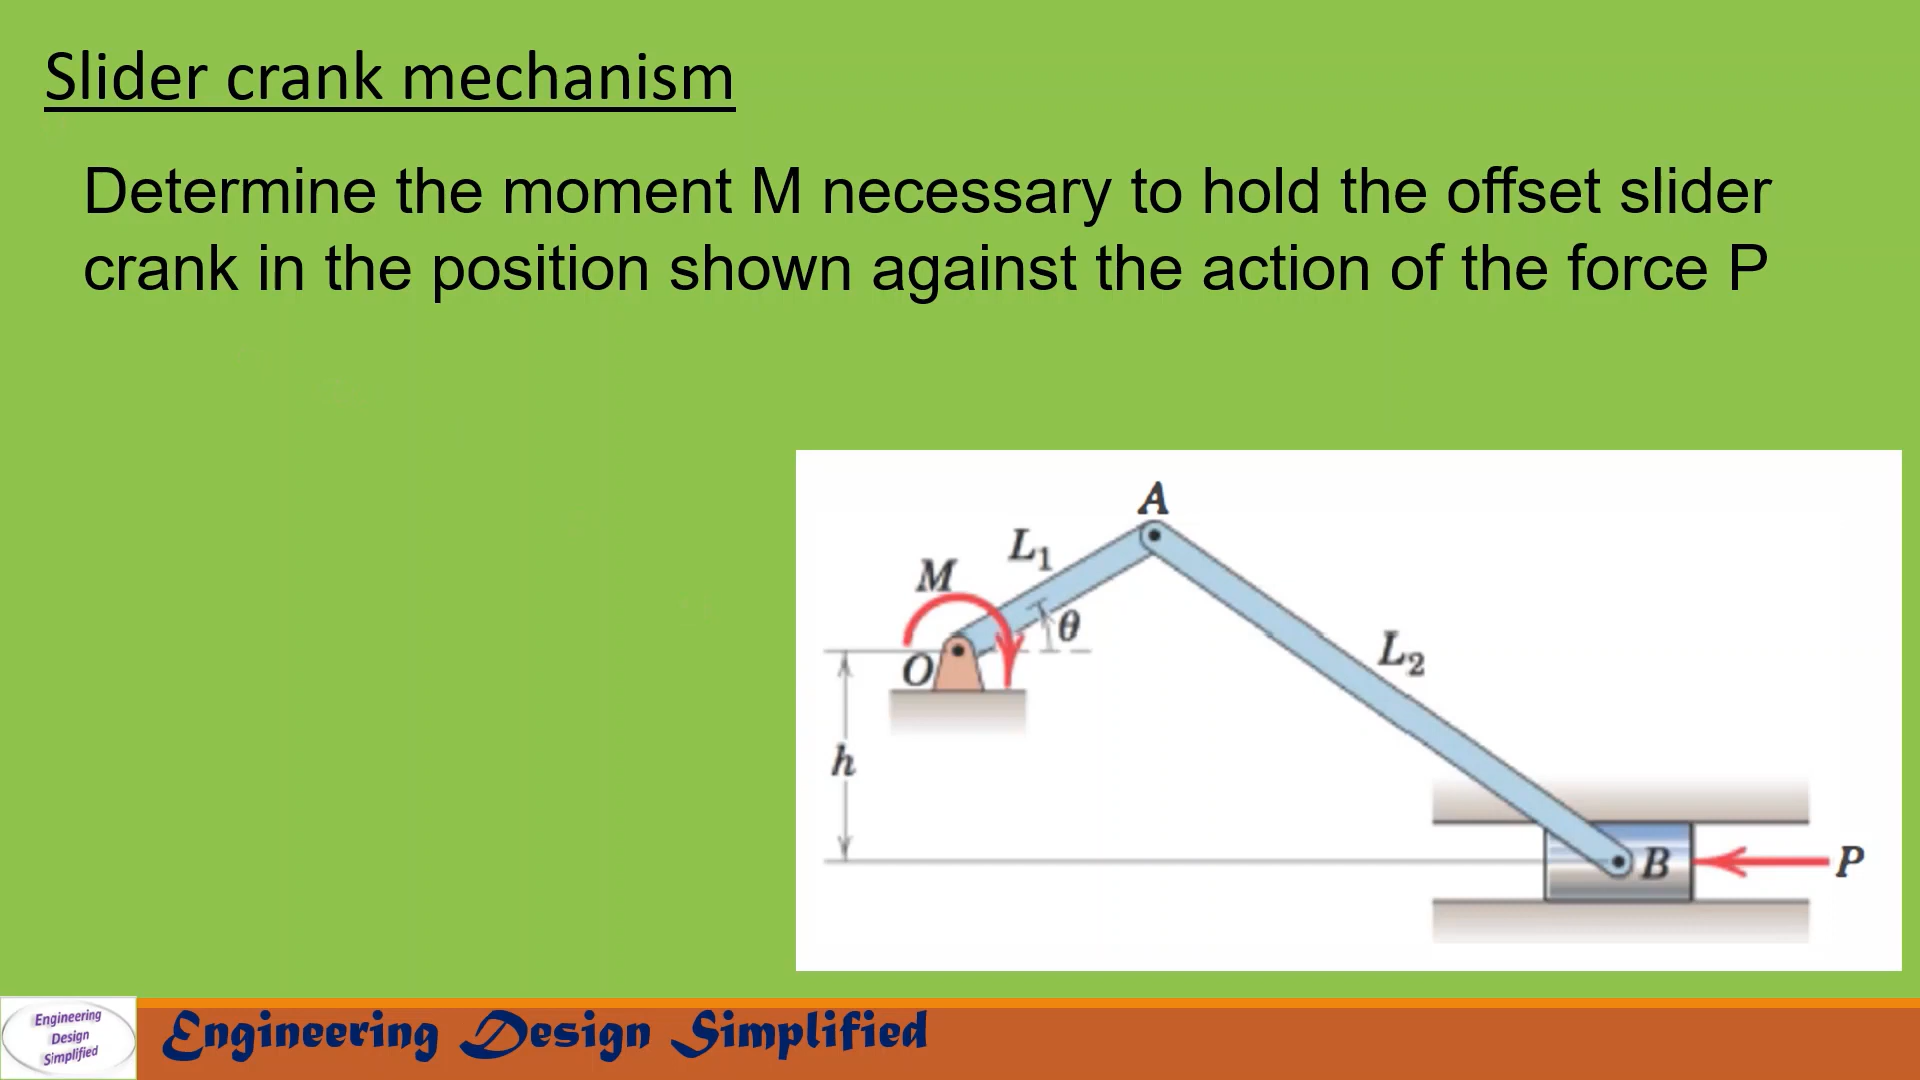 Slider crank mechanism
Determine the moment M necessary to hold the offset slider
crank in the position shown against the action of the force P
A
L₁
M
θ
O
L₂
h
B
P
Engineering
Design
Simplified
Engineering Design Simplified